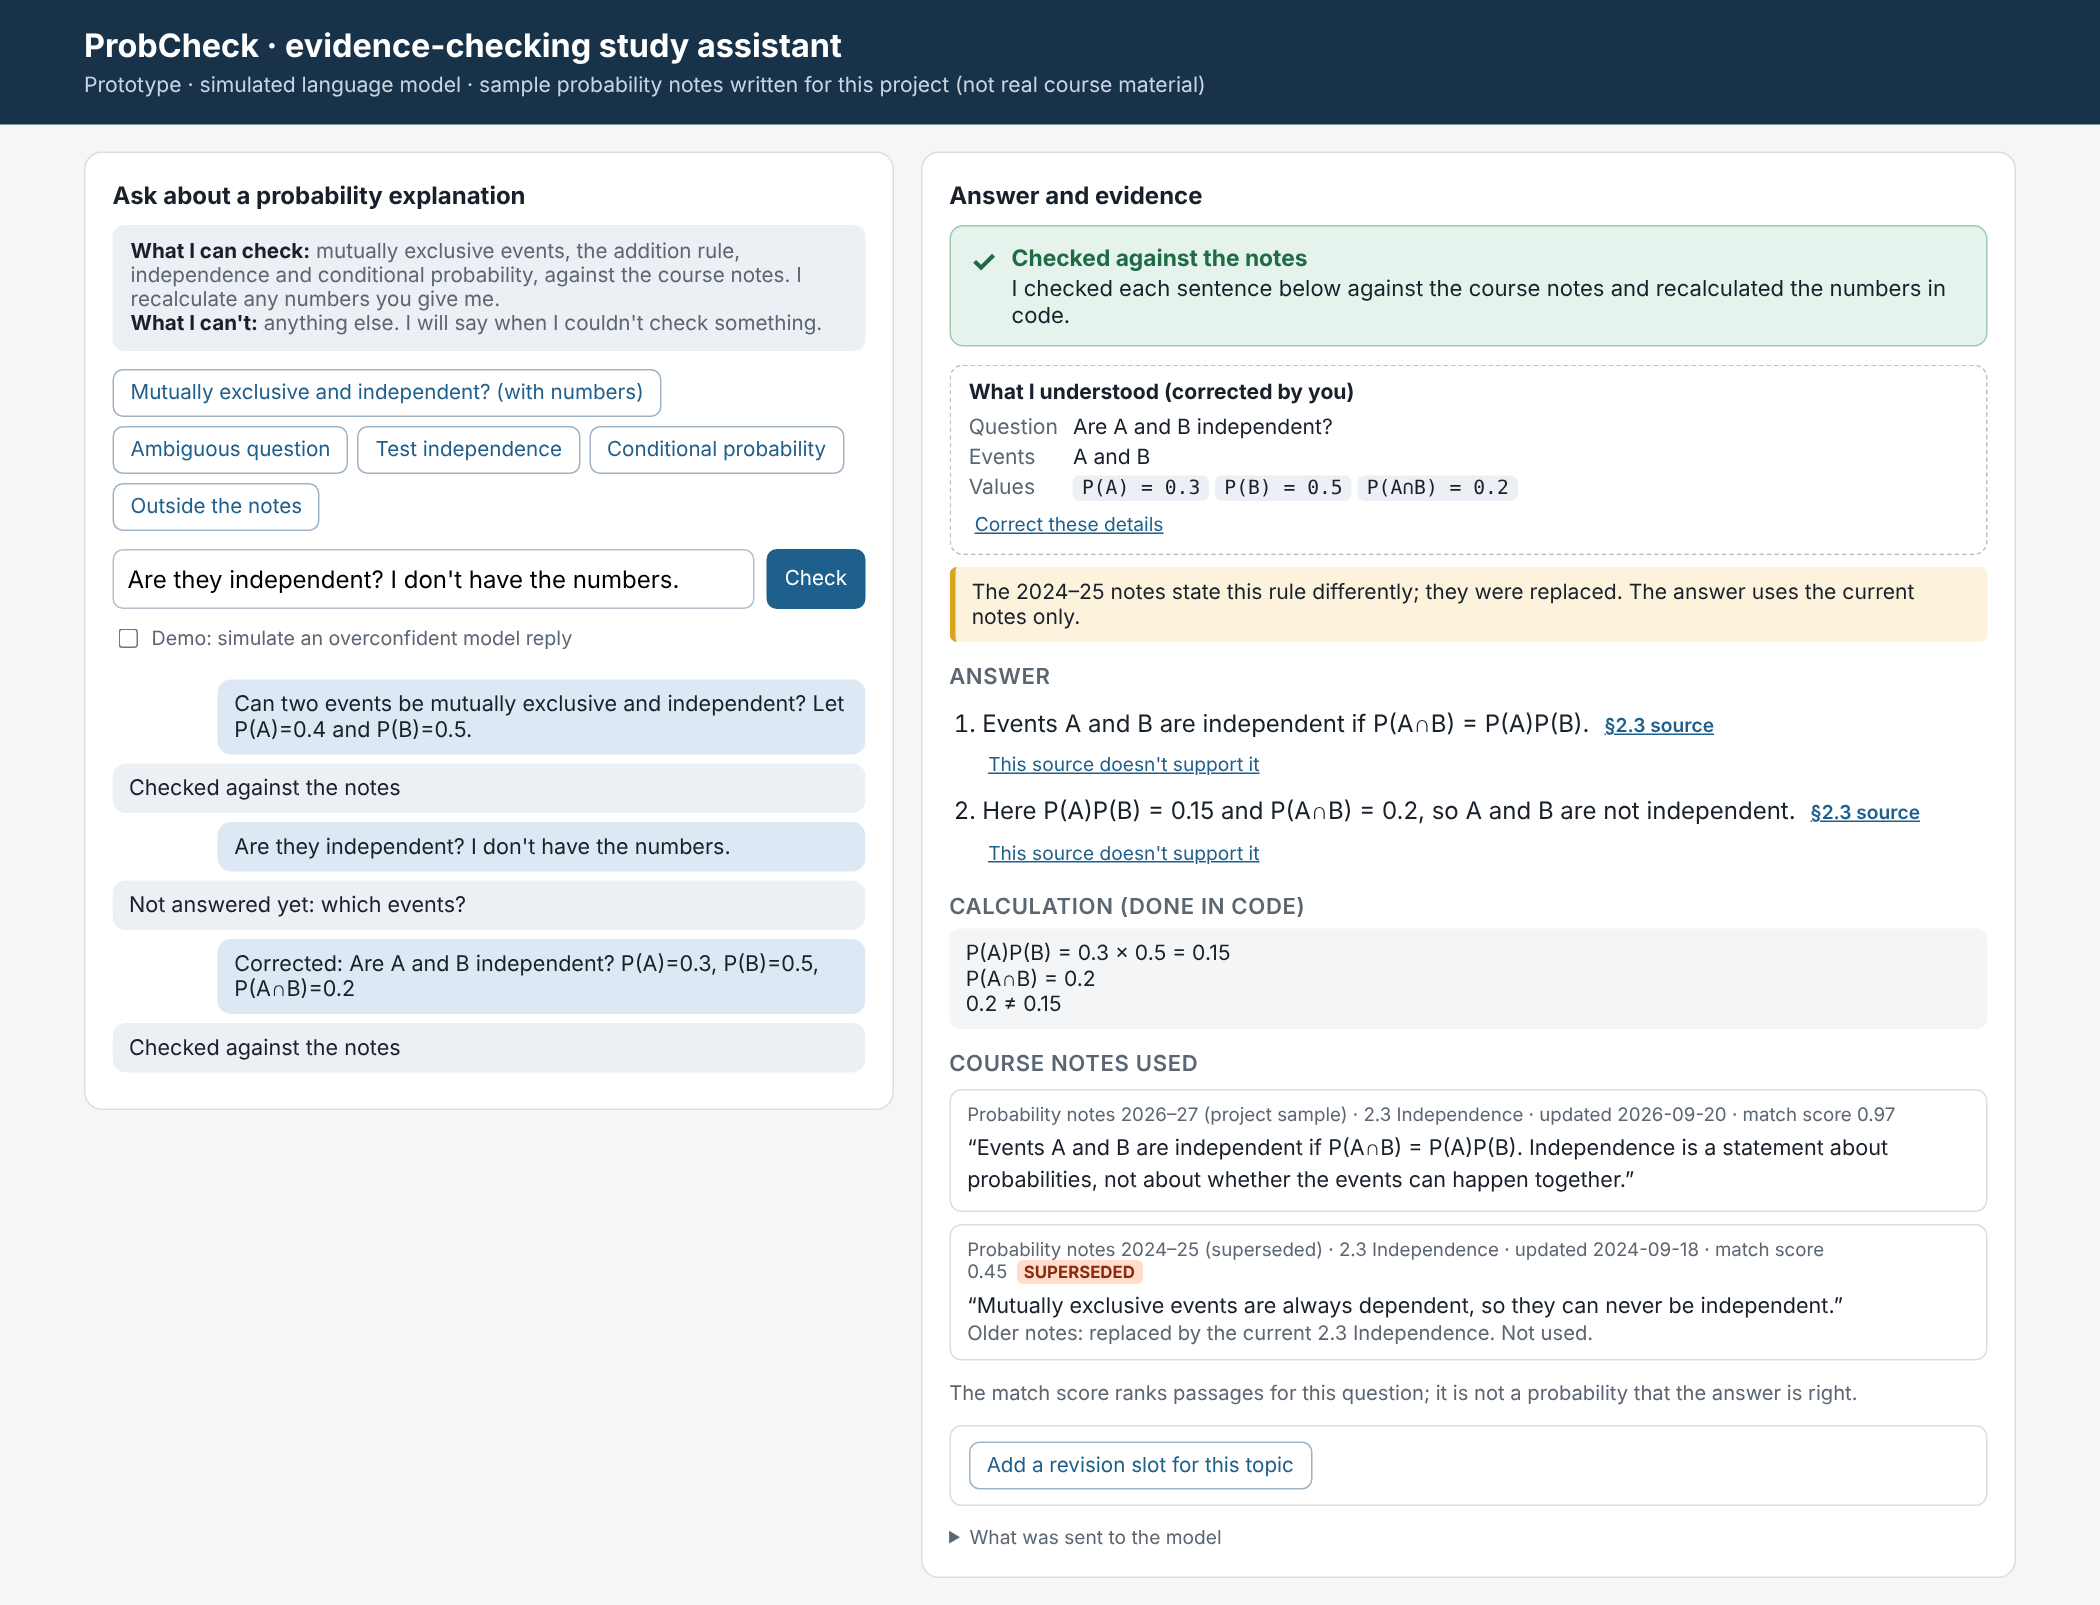 ProbCheck · evidence-checking study assistant
Prototype · simulated language model · sample probability notes written for this project (not real course material)
Ask about a probability explanation
What I can check: mutually exclusive events, the addition rule,
independence and conditional probability, against the course notes. I
recalculate any numbers you give me.
What I can't: anything else. I will say when I couldn't check something.
Mutually exclusive and independent? (with numbers)
Ambiguous question
Test independence
Conditional probability
Outside the notes
Are they independent? I don't have the numbers.
Check
Demo: simulate an overconfident model reply
Can two events be mutually exclusive and independent? Let
P(A)=0.4 and P(B)=0.5.
Checked against the notes
Are they independent? I don't have the numbers.
Not answered yet: which events?
Corrected: Are A and B independent? P(A)=0.3, P(B)=0.5,
P(A∩B)=0.2
Checked against the notes
Answer and evidence
✓ Checked against the notes
I checked each sentence below against the course notes and recalculated the numbers in
code.
What I understood (corrected by you)
Question Are A and B independent?
Events A and B
Values P(A) = 0.3 P(B) = 0.5 P(A∩B) = 0.2
Correct these details
The 2024–25 notes state this rule differently; they were replaced. The answer uses the current
notes only.
ANSWER
1. Events A and B are independent if P(A∩B) = P(A)P(B). §2.3 source
This source doesn't support it
2. Here P(A)P(B) = 0.15 and P(A∩B) = 0.2, so A and B are not independent. §2.3 source
This source doesn't support it
CALCULATION (DONE IN CODE)
P(A)P(B) = 0.3 × 0.5 = 0.15
P(A∩B) = 0.2
0.2 ≠ 0.15
COURSE NOTES USED
Probability notes 2026–27 (project sample) · 2.3 Independence · updated 2026-09-20 · match score 0.97
“Events A and B are independent if P(A∩B) = P(A)P(B). Independence is a statement about
probabilities, not about whether the events can happen together.”
Probability notes 2024–25 (superseded) · 2.3 Independence · updated 2024-09-18 · match score
0.45 SUPERSEDED
“Mutually exclusive events are always dependent, so they can never be independent.”
Older notes: replaced by the current 2.3 Independence. Not used.
The match score ranks passages for this question; it is not a probability that the answer is right.
Add a revision slot for this topic
▶ What was sent to the model